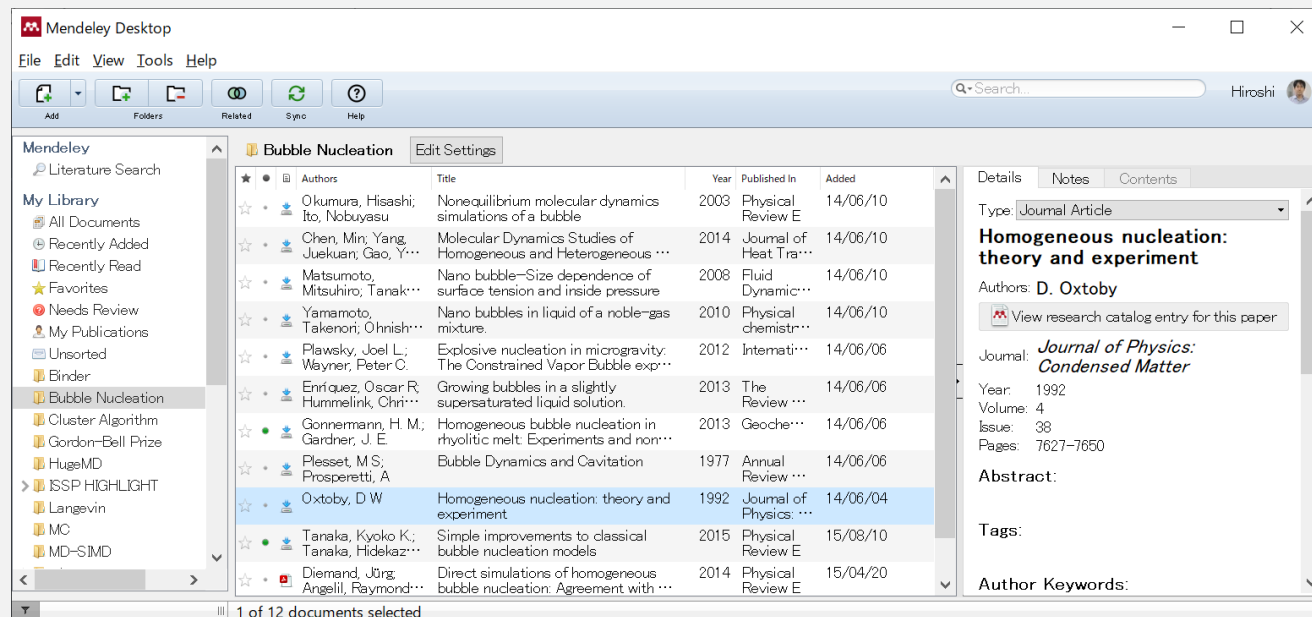 Mendeley Desktop
File Edit View Tools Help
Add Folders Related Sync Help
Search...
Hiroshi
Mendeley
Literature Search
My Library
All Documents
Recently Added
Recently Read
Favorites
Needs Review
My Publications
Unsorted
Binder
Bubble Nucleation
Cluster Algorithm
Gordon-Bell Prize
HugeMD
ISSP HIGHLIGHT
Langevin
MC
MD-SIMD
Bubble Nucleation Edit Settings
Authors Title Year Published In Added
Okumura, Hisashi; Nonequilibrium molecular dynamics 2003 Physical 14/06/10
Ito, Nobuyasu simulations of a bubble Review E
Chen, Min; Yang, Molecular Dynamics Studies of 2014 Journal of 14/06/10
Juekuan; Gao, Y··· Homogeneous and Heterogeneous ··· Heat Tra···
Matsumoto, Nano bubble—Size dependence of 2008 Fluid 14/06/10
Mitsuhiro; Tanak··· surface tension and inside pressure Dynamic···
Yamamoto, Nano bubbles in liquid of a noble-gas 2010 Physical 14/06/10
Takenori; Ohnish··· mixture. chemistr···
Plawsky, Joel L.; Explosive nucleation in microgravity: 2012 Internati··· 14/06/06
Wayner, Peter C. The Constrained Vapor Bubble exp···
Enríquez, Oscar R; Growing bubbles in a slightly 2013 The 14/06/06
Hummelink, Chri··· supersaturated liquid solution. Review ···
Gonnermann, H. M.; Homogeneous bubble nucleation in 2013 Geoche··· 14/06/06
Gardner, J. E. rhyolitic melt: Experiments and non···
Plesset, M S; Bubble Dynamics and Cavitation 1977 Annual 14/06/06
Prosperetti, A Review ···
Oxtoby, D W Homogeneous nucleation: theory and 1992 Journal of 14/06/04
experiment Physics: ···
Tanaka, Kyoko K.; Simple improvements to classical 2015 Physical 15/08/10
Tanaka, Hidekaz··· bubble nucleation models Review E
Diemand, Jürg; Direct simulations of homogeneous 2014 Physical 15/04/20
Angelil, Raymond··· bubble nucleation: Agreement with ··· Review E
Details Notes Contents
Type: Journal Article
Homogeneous nucleation:
theory and experiment
Authors: D. Oxtoby
View research catalog entry for this paper
Journal: Journal of Physics:
Condensed Matter
Year: 1992
Volume: 4
Issue: 38
Pages: 7627-7650
Abstract:
Tags:
Author Keywords:
1 of 12 documents selected